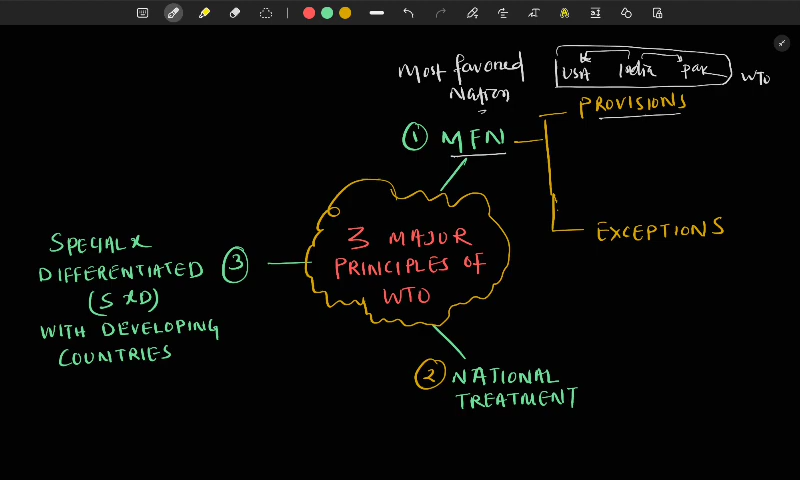 Most favored
Nation
USA India Pak
WTO
PROVISIONS
① MFN
EXCEPTIONS
3 MAJOR
PRINCIPLES OF
WTO
SPECIAL &
DIFFERENTIATED ③
(S & D)
WITH DEVELOPING
COUNTRIES
② NATIONAL
TREATMENT